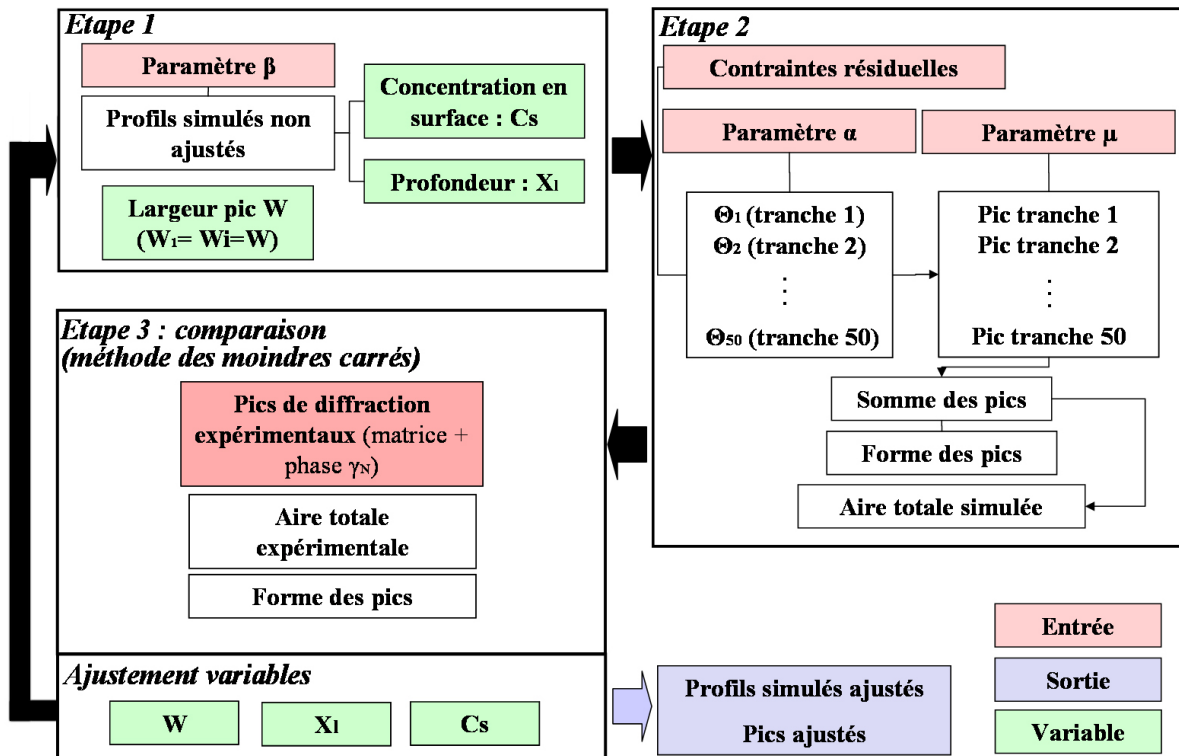 Etape 1
Paramètre β
Profils simulés non
ajustés
Concentration en
surface : Cs
Profondeur : Xl
Largeur pic W
(W1= Wi=W)
Etape 2
Contraintes résiduelles
Paramètre α
Paramètre μ
Θ1 (tranche 1)
Θ2 (tranche 2)
⋮
Θ50 (tranche 50)
Pic tranche 1
Pic tranche 2
⋮
Pic tranche 50
Somme des pics
Forme des pics
Aire totale simulée
Etape 3 : comparaison
(méthode des moindres carrés)
Pics de diffraction
expérimentaux (matrice +
phase γN)
Aire totale
expérimentale
Forme des pics
Ajustement variables
W
Xl
Cs
Profils simulés ajustés
Pics ajustés
Entrée
Sortie
Variable